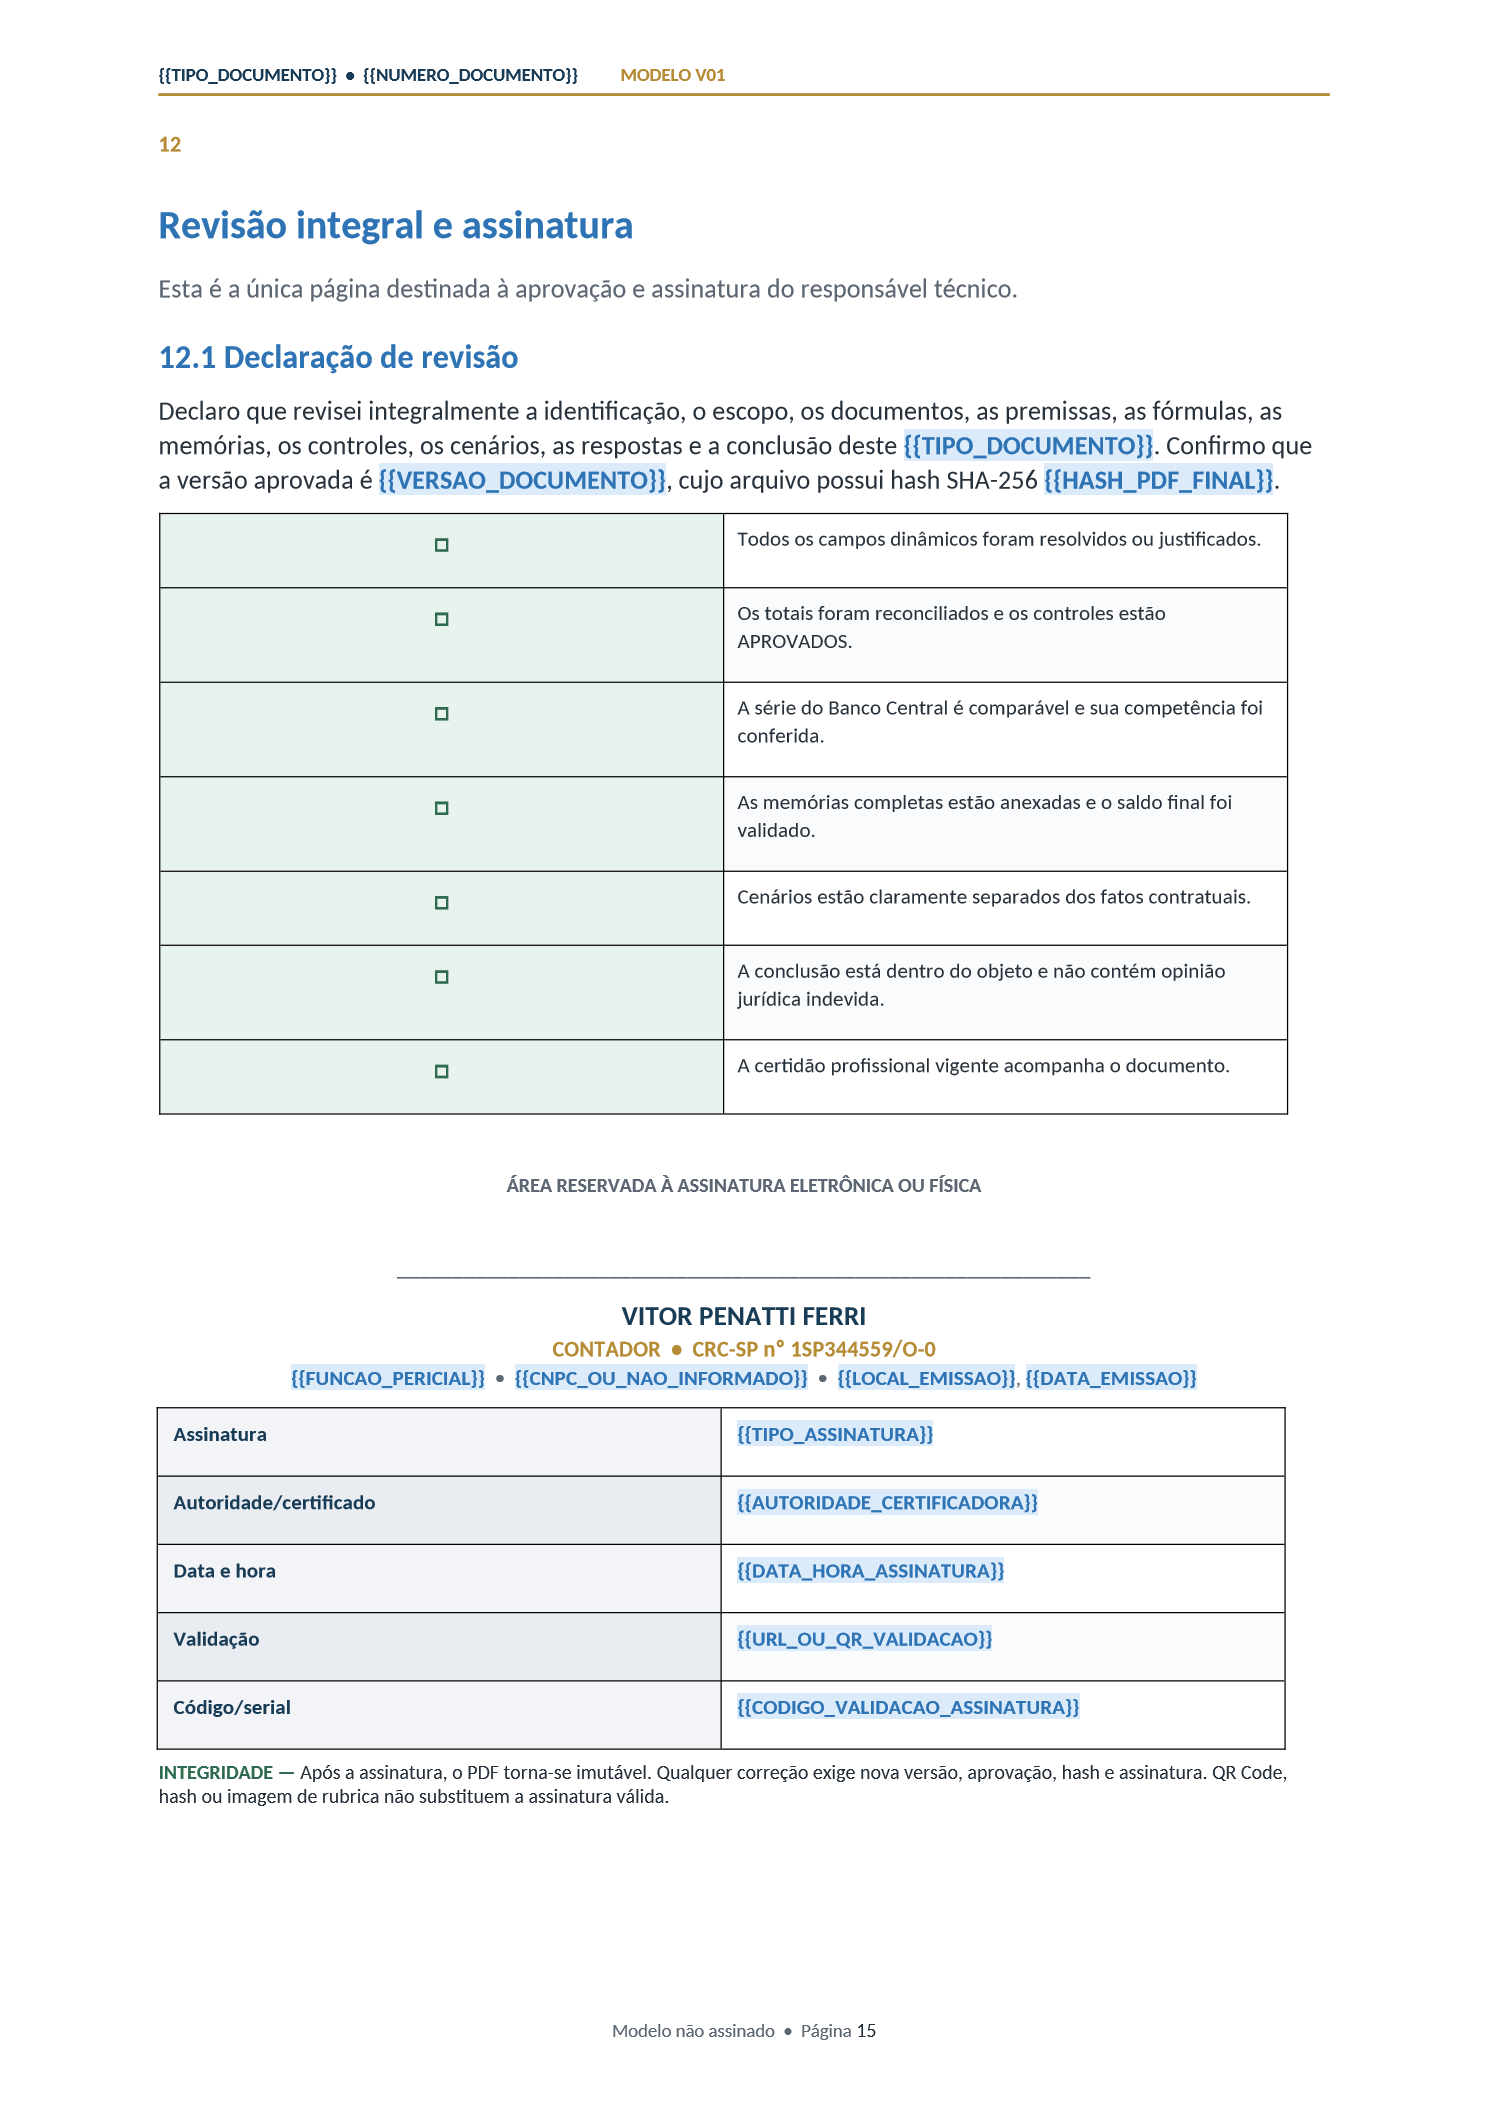 {{TIPO_DOCUMENTO}} • {{NUMERO_DOCUMENTO}} MODELO V01
12
Revisão integral e assinatura
Esta é a única página destinada à aprovação e assinatura do responsável técnico.
12.1 Declaração de revisão
Declaro que revisei integralmente a identificação, o escopo, os documentos, as premissas, as fórmulas, as
memórias, os controles, os cenários, as respostas e a conclusão deste {{TIPO_DOCUMENTO}}. Confirmo que
a versão aprovada é {{VERSAO_DOCUMENTO}}, cujo arquivo possui hash SHA-256 {{HASH_PDF_FINAL}}.
☐ Todos os campos dinâmicos foram resolvidos ou justificados.
☐ Os totais foram reconciliados e os controles estão
APROVADOS.
☐ A série do Banco Central é comparável e sua competência foi
conferida.
☐ As memórias completas estão anexadas e o saldo final foi
validado.
☐ Cenários estão claramente separados dos fatos contratuais.
☐ A conclusão está dentro do objeto e não contém opinião
jurídica indevida.
☐ A certidão profissional vigente acompanha o documento.
ÁREA RESERVADA À ASSINATURA ELETRÔNICA OU FÍSICA
VITOR PENATTI FERRI
CONTADOR • CRC-SP nº 1SP344559/O-0
{{FUNCAO_PERICIAL}} • {{CNPC_OU_NAO_INFORMADO}} • {{LOCAL_EMISSAO}}, {{DATA_EMISSAO}}
Assinatura {{TIPO_ASSINATURA}}
Autoridade/certificado {{AUTORIDADE_CERTIFICADORA}}
Data e hora {{DATA_HORA_ASSINATURA}}
Validação {{URL_OU_QR_VALIDACAO}}
Código/serial {{CODIGO_VALIDACAO_ASSINATURA}}
INTEGRIDADE — Após a assinatura, o PDF torna-se imutável. Qualquer correção exige nova versão, aprovação, hash e assinatura. QR Code,
hash ou imagem de rubrica não substituem a assinatura válida.
Modelo não assinado • Página 15